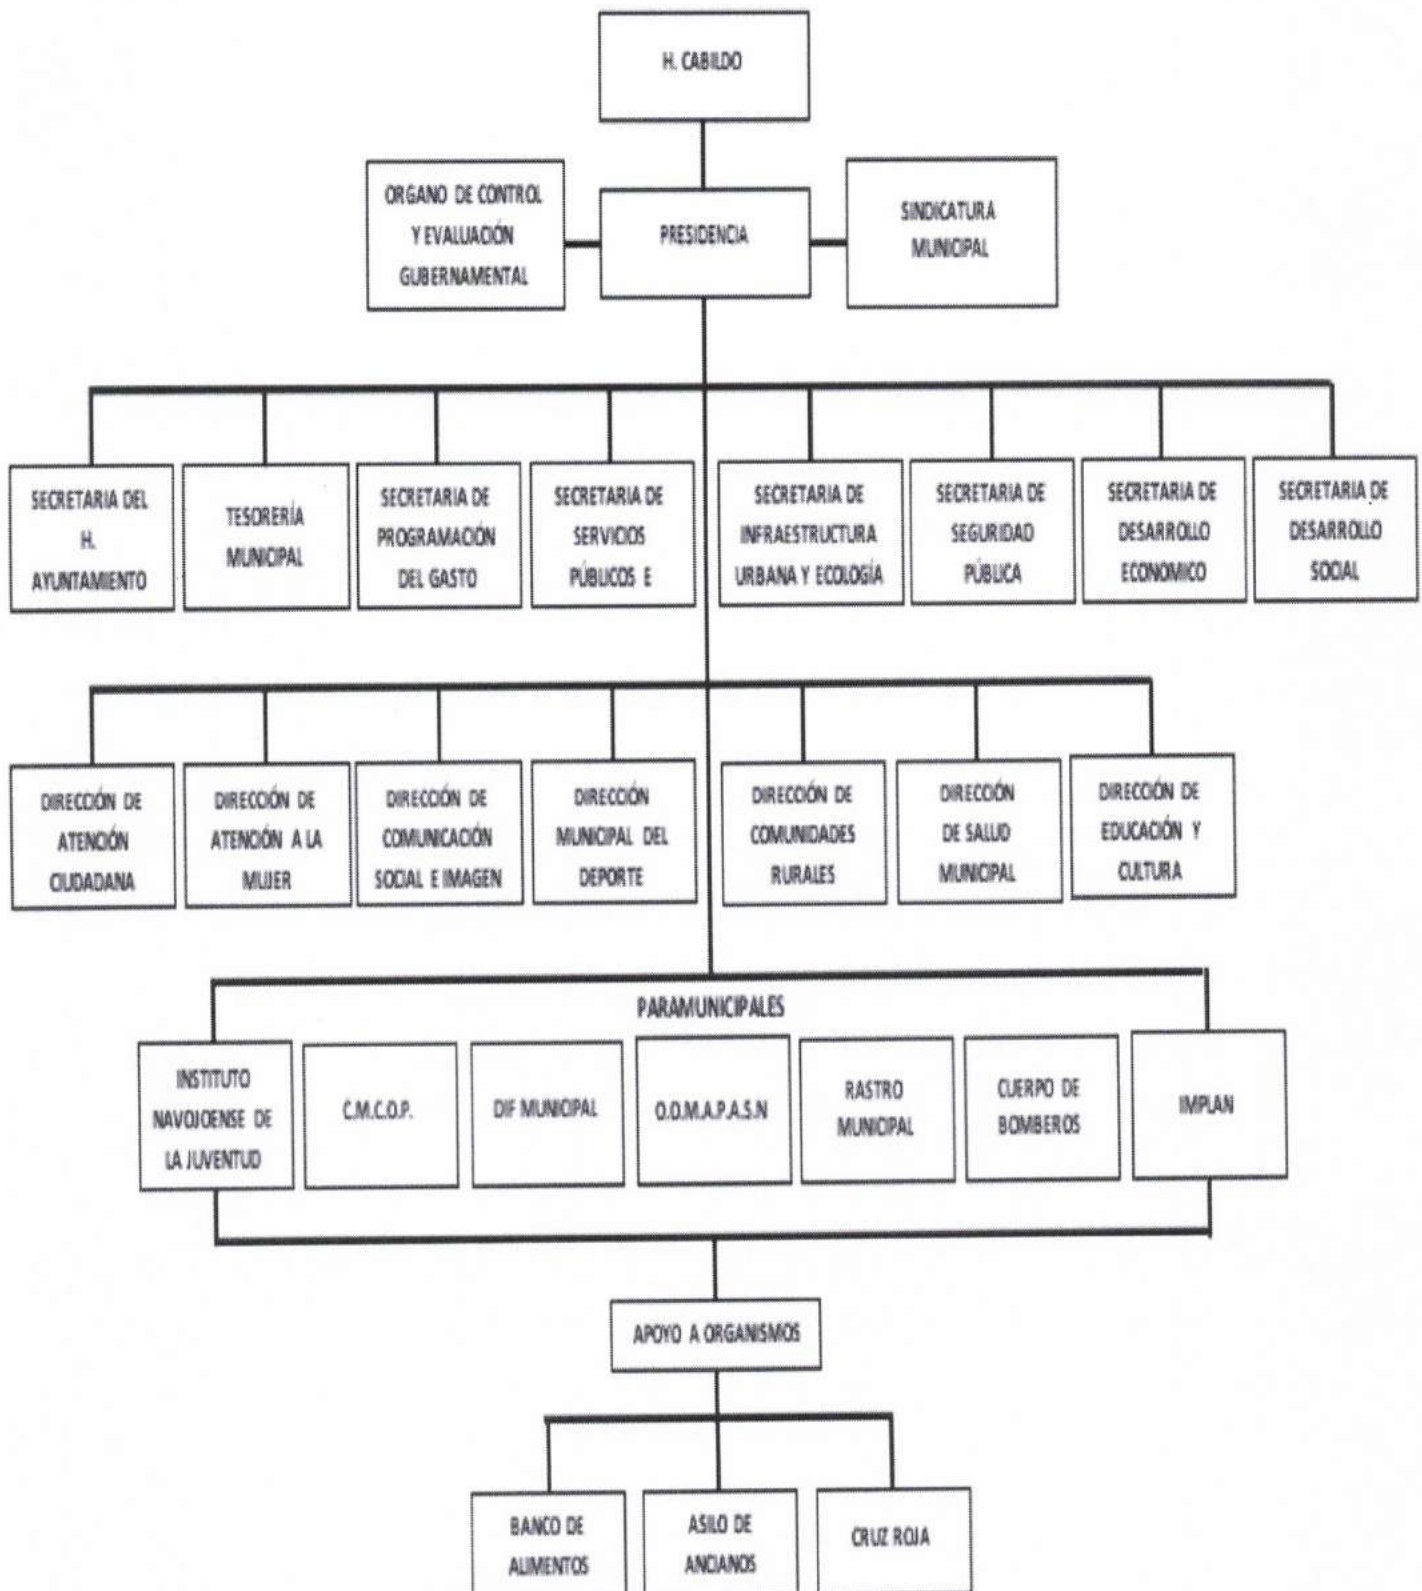 H. CABILDO
ORGANO DE CONTROL
Y EVALUACIÓN
GUBERNAMENTAL
PRESIDENCIA
SINDICATURA
MUNICIPAL
SECRETARIA DEL
H.
AYUNTAMIENTO
TESORERÍA
MUNICIPAL
SECRETARIA DE
PROGRAMACIÓN
DEL GASTO
SECRETARIA DE
SERVICIOS
PÚBLICOS E
SECRETARIA DE
INFRAESTRUCTURA
URBANA Y ECOLOGÍA
SECRETARIA DE
SEGURIDAD
PÚBLICA
SECRETARIA DE
DESARROLLO
ECONOMICO
SECRETARIA DE
DESARROLLO
SOCIAL
DIRECCIÓN DE
ATENCIÓN
CIUDADANA
DIRECCIÓN DE
ATENCIÓN A LA
MUJER
DIRECCIÓN DE
COMUNICACIÓN
SOCIAL E IMAGEN
DIRECCIÓN
MUNICIPAL DEL
DEPORTE
DIRECCIÓN DE
COMUNIDADES
RURALES
DIRECCIÓN
DE SALUD
MUNICIPAL
DIRECCIÓN DE
EDUCACIÓN Y
CULTURA
PARAMUNICIPALES
INSTITUTO
NAVOJOENSE DE
LA JUVENTUD
C.M.C.O.P.
DIF MUNICIPAL
O.O.M.A.P.A.S.N
RASTRO
MUNICIPAL
CUERPO DE
BOMBEROS
IMPLAN
APOYO A ORGANISMOS
BANCO DE
ALIMENTOS
ASILO DE
ANCIANOS
CRUZ ROJA